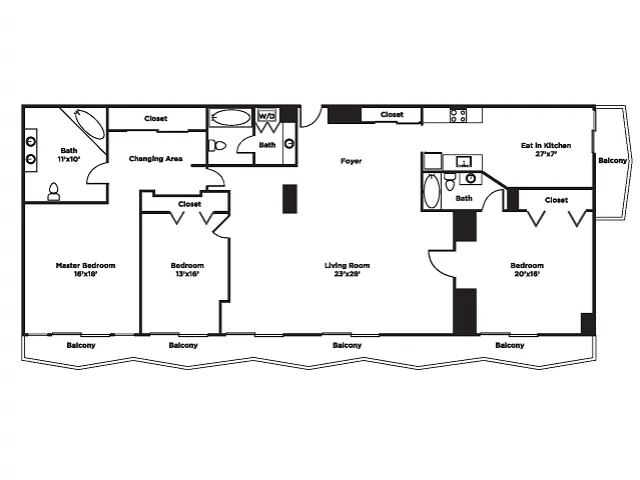 Closet
W/D
Closet
Bath
Eat in Kitchen
27'x7'
Bath
11'x10'
Changing Area
Foyer
Balcony
Closet
Bath
Closet
Master Bedroom
16'x18'
Bedroom
13'x16'
Living Room
23'x28'
Bedroom
20'x16'
Balcony
Balcony
Balcony
Balcony